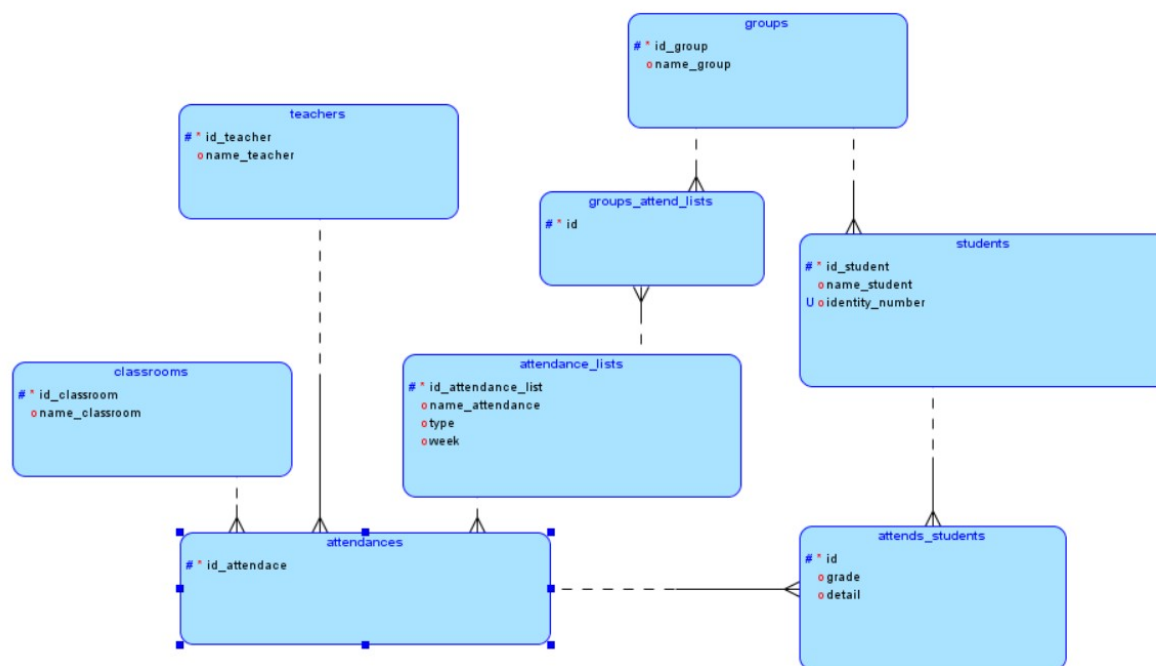 groups
# * id_group
o name_group
teachers
# * id_teacher
o name_teacher
groups_attend_lists
# * id
students
# * id_student
o name_student
U o identity_number
classrooms
# * id_classroom
o name_classroom
attendance_lists
# * id_attendance_list
o name_attendance
o type
o week
attendances
# * id_attendace
attends_students
# * id
o grade
o detail